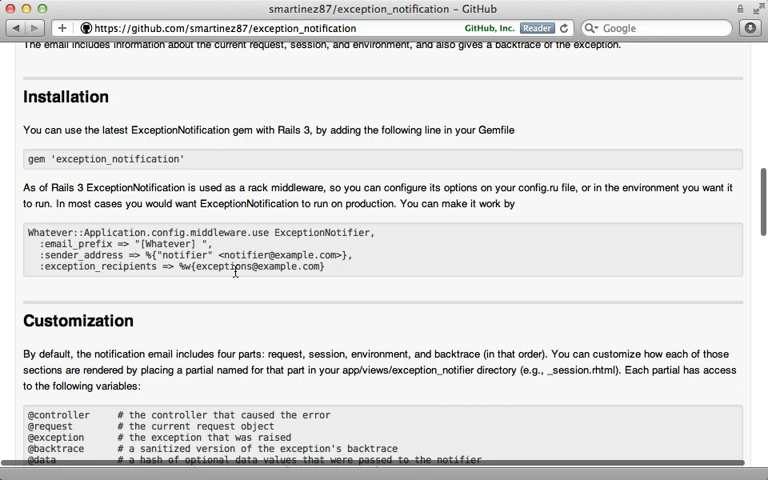 smartinez87/exception_notification – GitHub
https://github.com/smartinez87/exception_notification
GitHub, Inc.
Reader
Google
The email includes information about the current request, session, and environment, and also gives a backtrace of the exception.
Installation
You can use the latest ExceptionNotification gem with Rails 3, by adding the following line in your Gemfile
gem 'exception_notification'
As of Rails 3 ExceptionNotification is used as a rack middleware, so you can configure its options on your config.ru file, or in the environment you want it
to run. In most cases you would want ExceptionNotification to run on production. You can make it work by
Whatever::Application.config.middleware.use ExceptionNotifier,
:email_prefix => "[Whatever] ",
:sender_address => %{"notifier" <notifier@example.com>},
:exception_recipients => %w{exceptions@example.com}
Customization
By default, the notification email includes four parts: request, session, environment, and backtrace (in that order). You can customize how each of those
sections are rendered by placing a partial named for that part in your app/views/exception_notifier directory (e.g., _session.rhtml). Each partial has access
to the following variables:
@controller # the controller that caused the error
@request # the current request object
@exception # the exception that was raised
@backtrace # a sanitized version of the exception's backtrace
@data # a hash of optional data values that were passed to the notifier